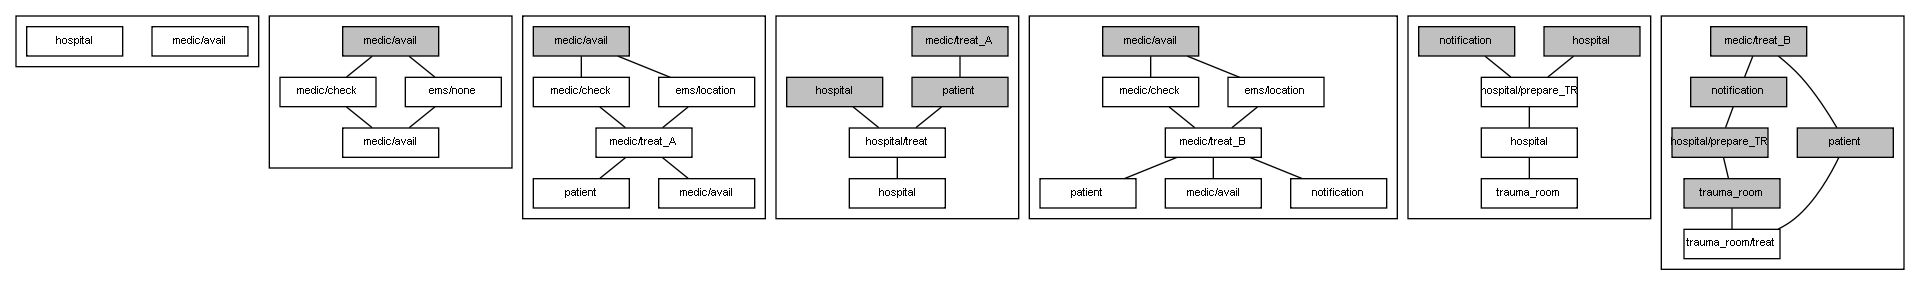 hospital
medic/avail
medic/avail
medic/check
ems/none
medic/avail
medic/avail
medic/check
ems/location
medic/treat_A
patient
medic/avail
medic/treat_A
hospital
patient
hospital/treat
hospital
medic/avail
medic/check
ems/location
medic/treat_B
patient
medic/avail
notification
notification
hospital
hospital/prepare_TR
hospital
trauma_room
medic/treat_B
notification
hospital/prepare_TR
patient
trauma_room
trauma_room/treat